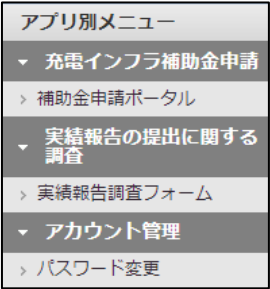 アプリ別メニュー
充電インフラ補助金申請
補助金申請ポータル
実績報告の提出に関する
調査
実績報告調査フォーム
アカウント管理
パスワード変更